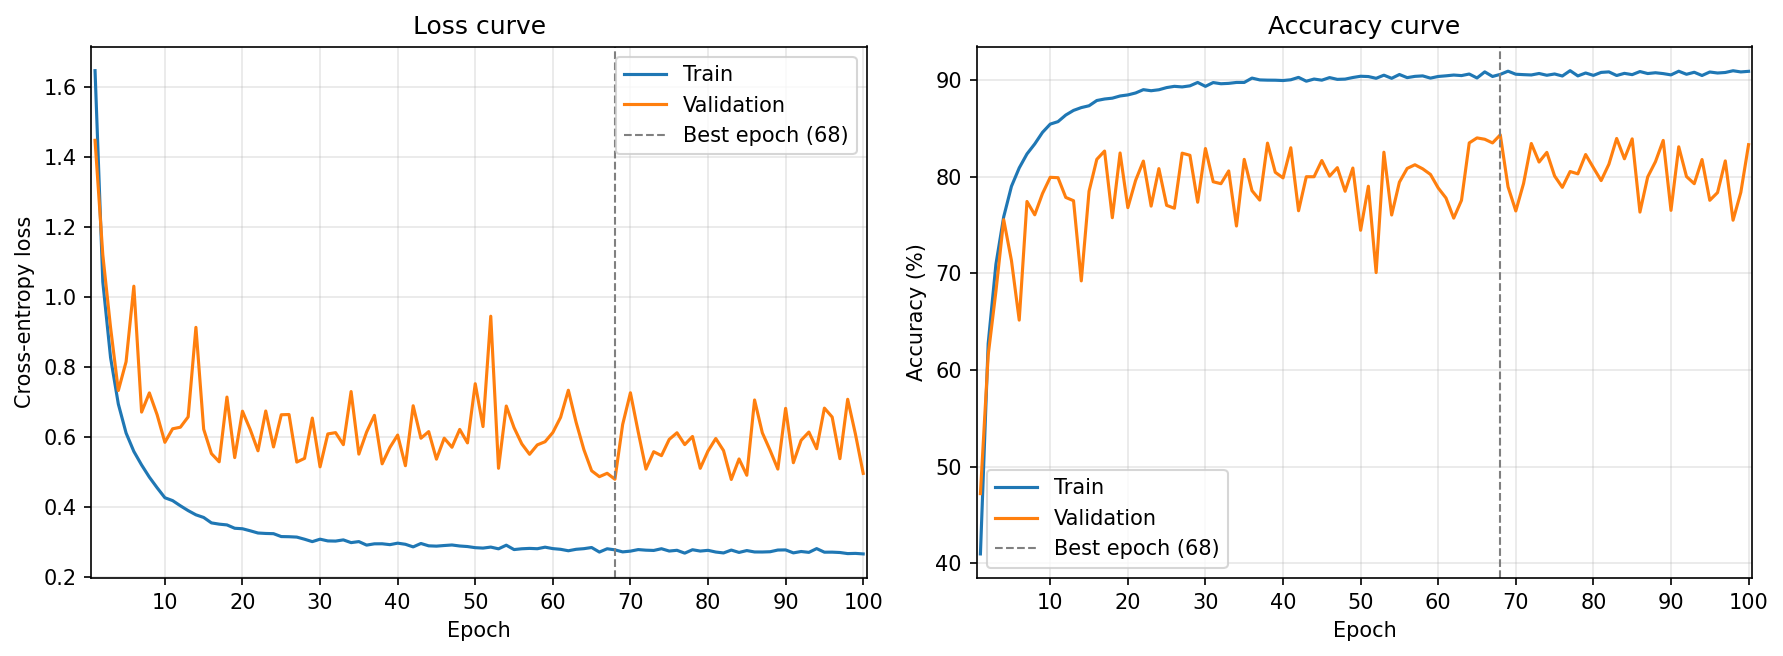 Loss curve
Cross-entropy loss
1.6
1.4
1.2
1.0
0.8
0.6
0.4
0.2
Train
Validation
Best epoch (68)
10 20 30 40 50 60 70 80 90 100
Epoch
Accuracy curve
Accuracy (%)
90
80
70
60
50
40
Train
Validation
Best epoch (68)
10 20 30 40 50 60 70 80 90 100
Epoch